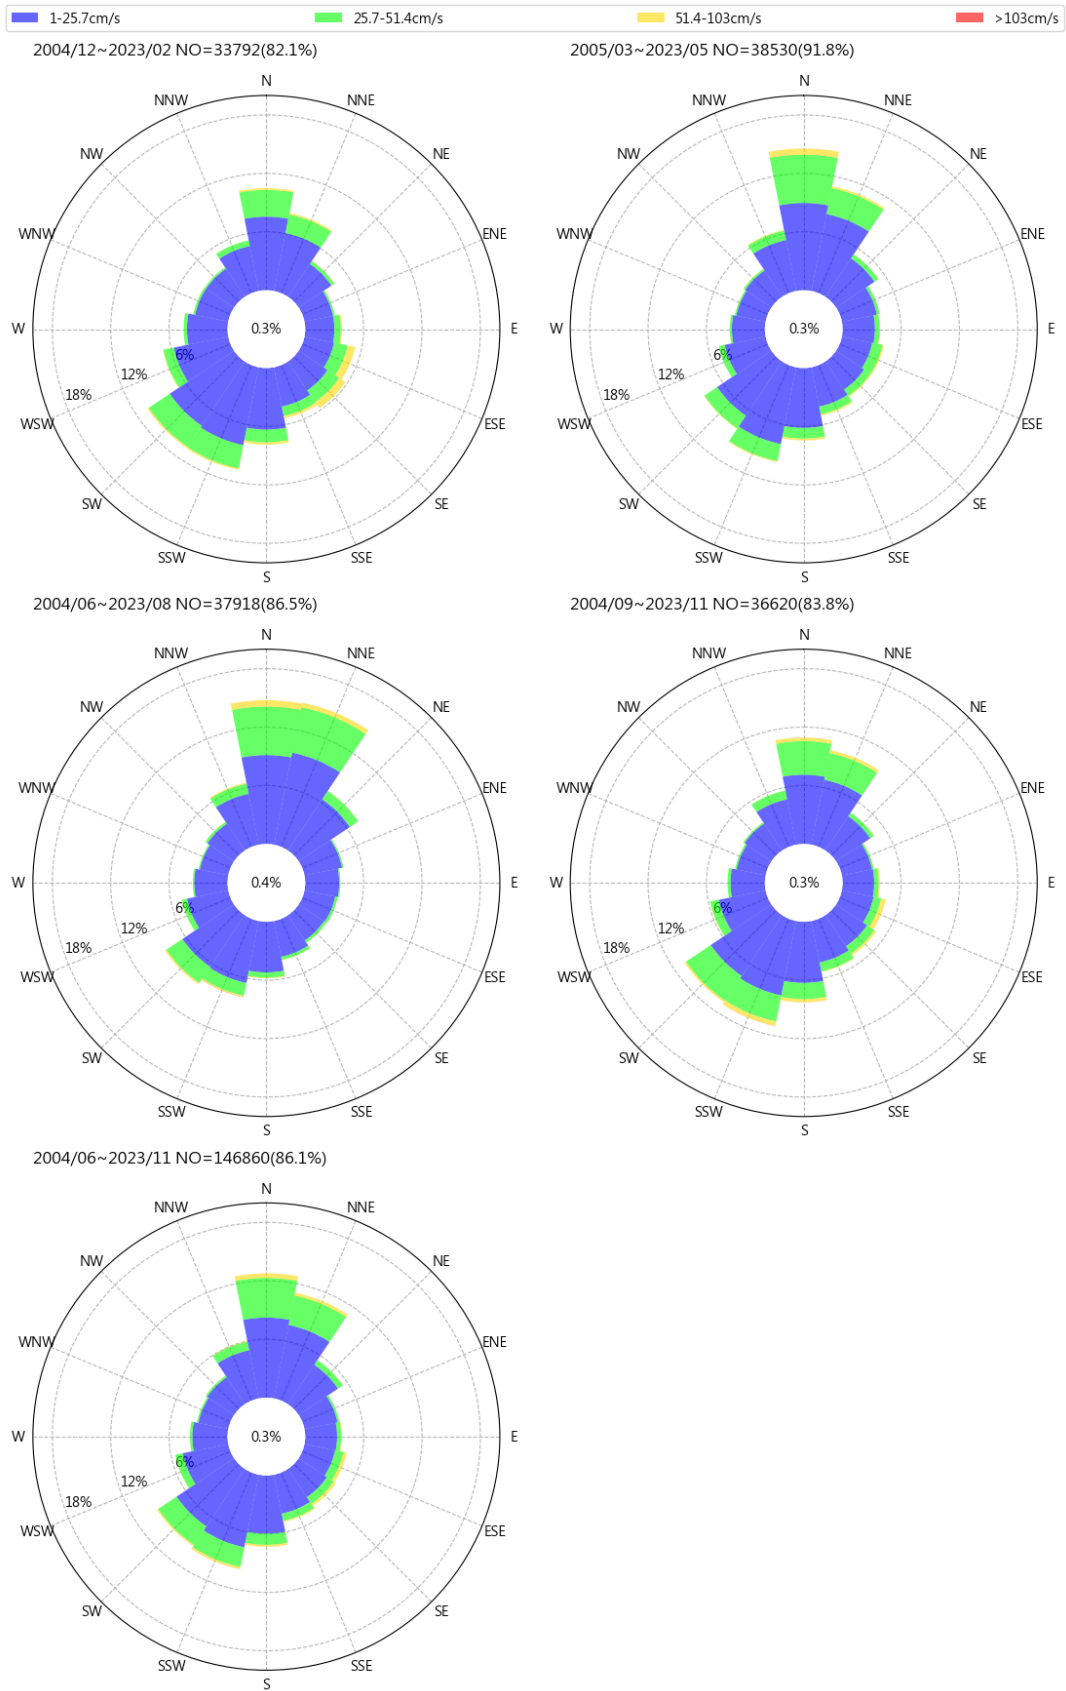 1-25.7cm/s 25.7-51.4cm/s 51.4-103cm/s >103cm/s
2004/12~2023/02 NO=33792(82.1%)
N
NNW NNE
NW NE
WNW ENE
W 0.3% E
6%
12%
18%
WSW ESE
SW SE
SSW SSE
S
2005/03~2023/05 NO=38530(91.8%)
N
NNW NNE
NW NE
WNW ENE
W 0.3% E
6%
12%
18%
WSW ESE
SW SE
SSW SSE
S
2004/06~2023/08 NO=37918(86.5%)
N
NNW NNE
NW NE
WNW ENE
W 0.4% E
6%
12%
18%
WSW ESE
SW SE
SSW SSE
S
2004/09~2023/11 NO=36620(83.8%)
N
NNW NNE
NW NE
WNW ENE
W 0.3% E
6%
12%
18%
WSW ESE
SW SE
SSW SSE
S
2004/06~2023/11 NO=146860(86.1%)
N
NNW NNE
NW NE
WNW ENE
W 0.3% E
6%
12%
18%
WSW ESE
SW SE
SSW SSE
S